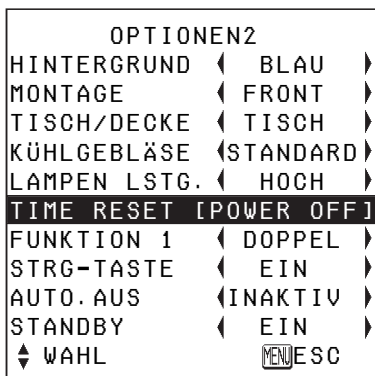 OPTIONEN2
HINTERGRUND BLAU
MONTAGE FRONT
TISCH/DECKE TISCH
KÜHLGEBLÄSE STANDARD
LAMPEN LSTG. HOCH
TIME RESET [POWER OFF]
FUNKTION 1 DOPPEL
STRG-TASTE EIN
AUTO.AUS INAKTIV
STANDBY EIN
WAHL MENU ESC